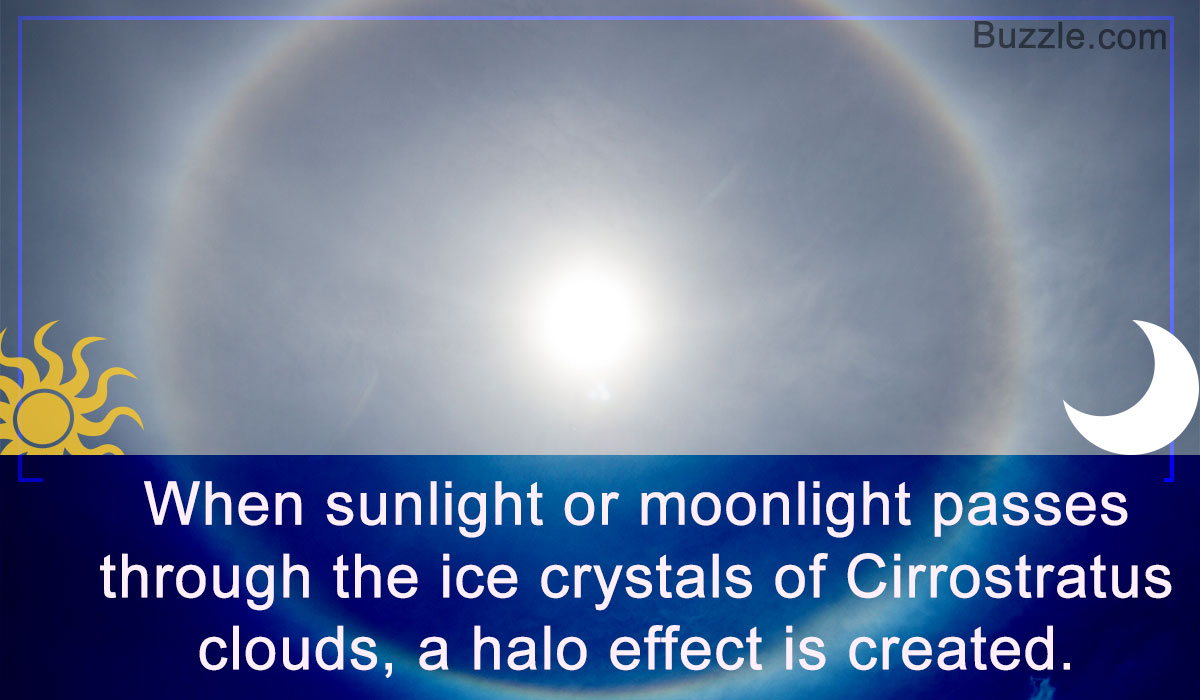 Buzzle.com
When sunlight or moonlight passes
through the ice crystals of Cirrostratus
clouds, a halo effect is created.